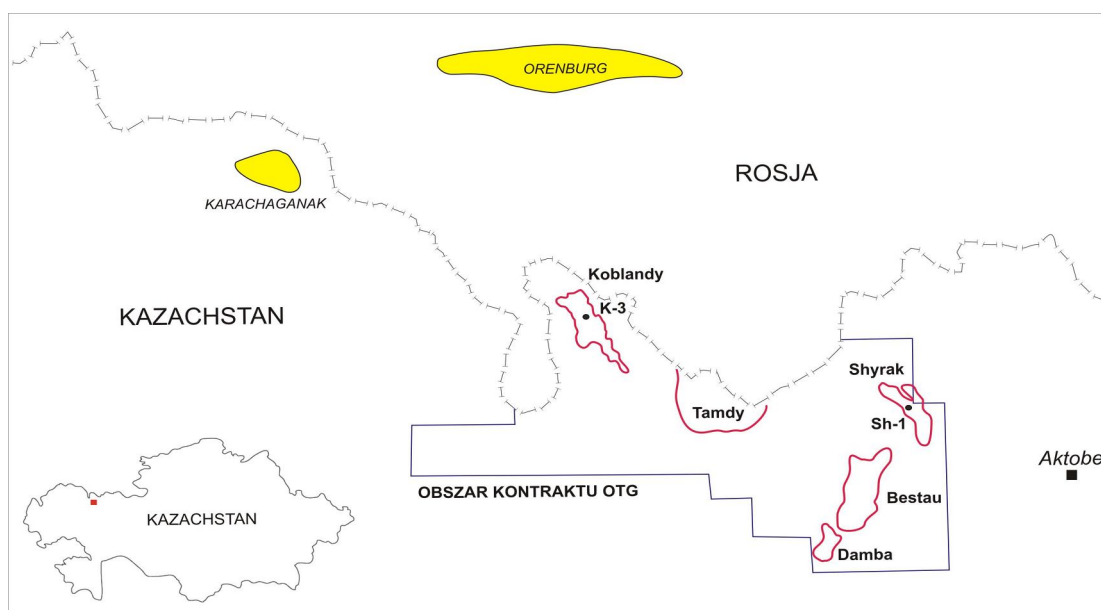 ORENBURG
ROSJA
KARACHAGANAK
Koblandy
K-3
KAZACHSTAN
Shyrak
Tamdy
Sh-1
Aktobe
OBSZAR KONTRAKTU OTG
Bestau
KAZACHSTAN
Damba